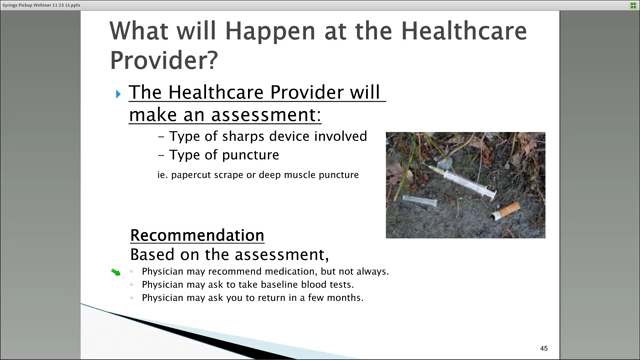 Syringe Pickup Webinar 11 23 15.pptx
What will Happen at the Healthcare
Provider?
The Healthcare Provider will
make an assessment:
– Type of sharps device involved
– Type of puncture
ie. papercut scrape or deep muscle puncture
Recommendation
Based on the assessment,
Physician may recommend medication, but not always.
Physician may ask to take baseline blood tests.
Physician may ask you to return in a few months.
45